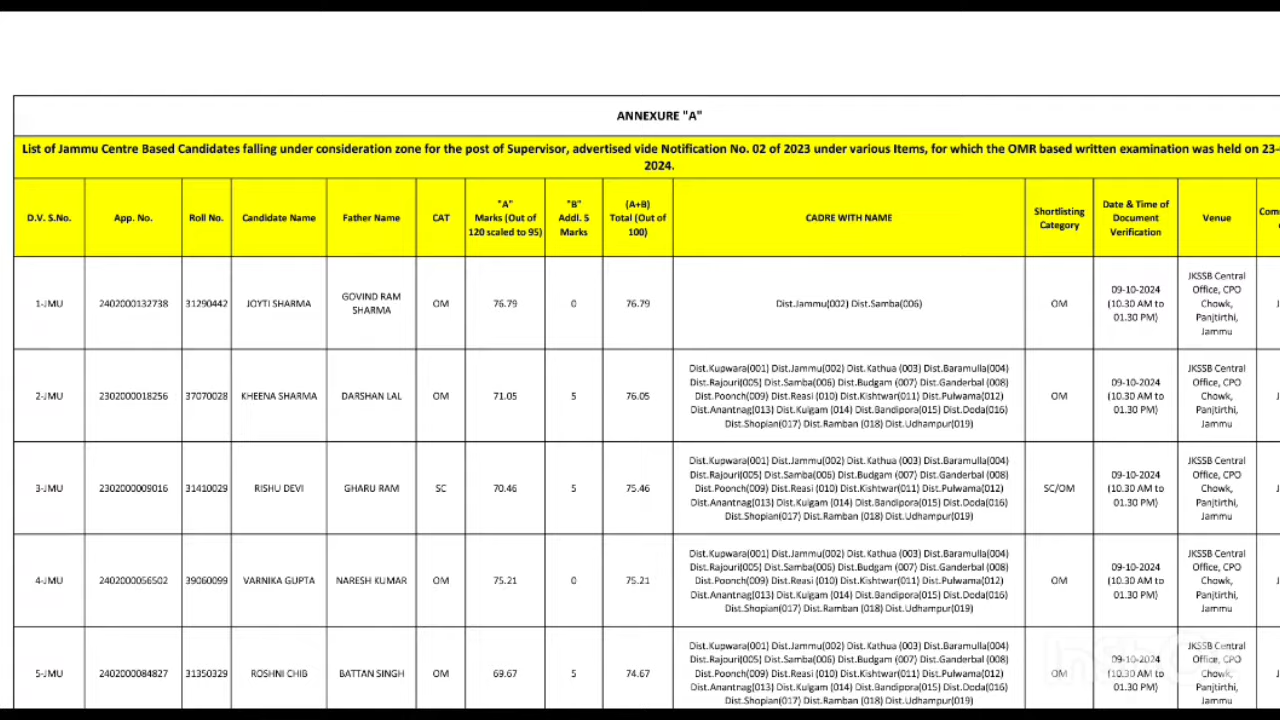 ANNEXURE "A"
List of Jammu Centre Based Candidates falling under consideration zone for the post of Supervisor, advertised vide Notification No. 02 of 2023 under various Items, for which the OMR based written examination was held on 23-
2024.
D.V. S.No. App. No. Roll No. Candidate Name Father Name CAT "A" Marks (Out of 120 scaled to 95) "B" Addl. 5 Marks (A+B) Total (Out of 100) CADRE WITH NAME Shortlisting Category Date & Time of Document Verification Venue
1-JMU 2402000132738 31290442 JOYTI SHARMA GOVIND RAM SHARMA OM 76.79 0 76.79 Dist.Jammu(002) Dist.Samba(006) OM 09-10-2024 (10.30 AM to 01.30 PM) JKSSB Central Office, CPO Chowk, Panjtirthi, Jammu
2-JMU 2302000018256 37070028 KHEENA SHARMA DARSHAN LAL OM 71.05 5 76.05 Dist.Kupwara(001) Dist.Jammu(002) Dist.Kathua (003) Dist.Baramulla(004) Dist.Rajouri(005) Dist.Samba(006) Dist.Budgam (007) Dist.Ganderbal (008) Dist.Poonch(009) Dist.Reasi (010) Dist.Kishtwar(011) Dist.Pulwama(012) Dist.Anantnag(013) Dist.Kulgam (014) Dist.Bandipora(015) Dist.Doda(016) Dist.Shopian(017) Dist.Ramban (018) Dist.Udhampur(019) OM 09-10-2024 (10.30 AM to 01.30 PM) JKSSB Central Office, CPO Chowk, Panjtirthi, Jammu
3-JMU 2302000009016 31410029 RISHU DEVI GHARU RAM SC 70.46 5 75.46 Dist.Kupwara(001) Dist.Jammu(002) Dist.Kathua (003) Dist.Baramulla(004) Dist.Rajouri(005) Dist.Samba(006) Dist.Budgam (007) Dist.Ganderbal (008) Dist.Poonch(009) Dist.Reasi (010) Dist.Kishtwar(011) Dist.Pulwama(012) Dist.Anantnag(013) Dist.Kulgam (014) Dist.Bandipora(015) Dist.Doda(016) Dist.Shopian(017) Dist.Ramban (018) Dist.Udhampur(019) SC/OM 09-10-2024 (10.30 AM to 01.30 PM) JKSSB Central Office, CPO Chowk, Panjtirthi, Jammu
4-JMU 2402000056502 39060099 VARNIKA GUPTA NARESH KUMAR OM 75.21 0 75.21 Dist.Kupwara(001) Dist.Jammu(002) Dist.Kathua (003) Dist.Baramulla(004) Dist.Rajouri(005) Dist.Samba(006) Dist.Budgam (007) Dist.Ganderbal (008) Dist.Poonch(009) Dist.Reasi (010) Dist.Kishtwar(011) Dist.Pulwama(012) Dist.Anantnag(013) Dist.Kulgam (014) Dist.Bandipora(015) Dist.Doda(016) Dist.Shopian(017) Dist.Ramban (018) Dist.Udhampur(019) OM 09-10-2024 (10.30 AM to 01.30 PM) JKSSB Central Office, CPO Chowk, Panjtirthi, Jammu
5-JMU 2402000084827 31350329 ROSHNI CHIB BATTAN SINGH OM 69.67 5 74.67 Dist.Kupwara(001) Dist.Jammu(002) Dist.Kathua (003) Dist.Baramulla(004) Dist.Rajouri(005) Dist.Samba(006) Dist.Budgam (007) Dist.Ganderbal (008) Dist.Poonch(009) Dist.Reasi (010) Dist.Kishtwar(011) Dist.Pulwama(012) Dist.Anantnag(013) Dist.Kulgam (014) Dist.Bandipora(015) Dist.Doda(016) Dist.Shopian(017) Dist.Ramban (018) Dist.Udhampur(019) OM 09-10-2024 (10.30 AM to 01.30 PM) JKSSB Central Office, CPO Chowk, Panjtirthi, Jammu